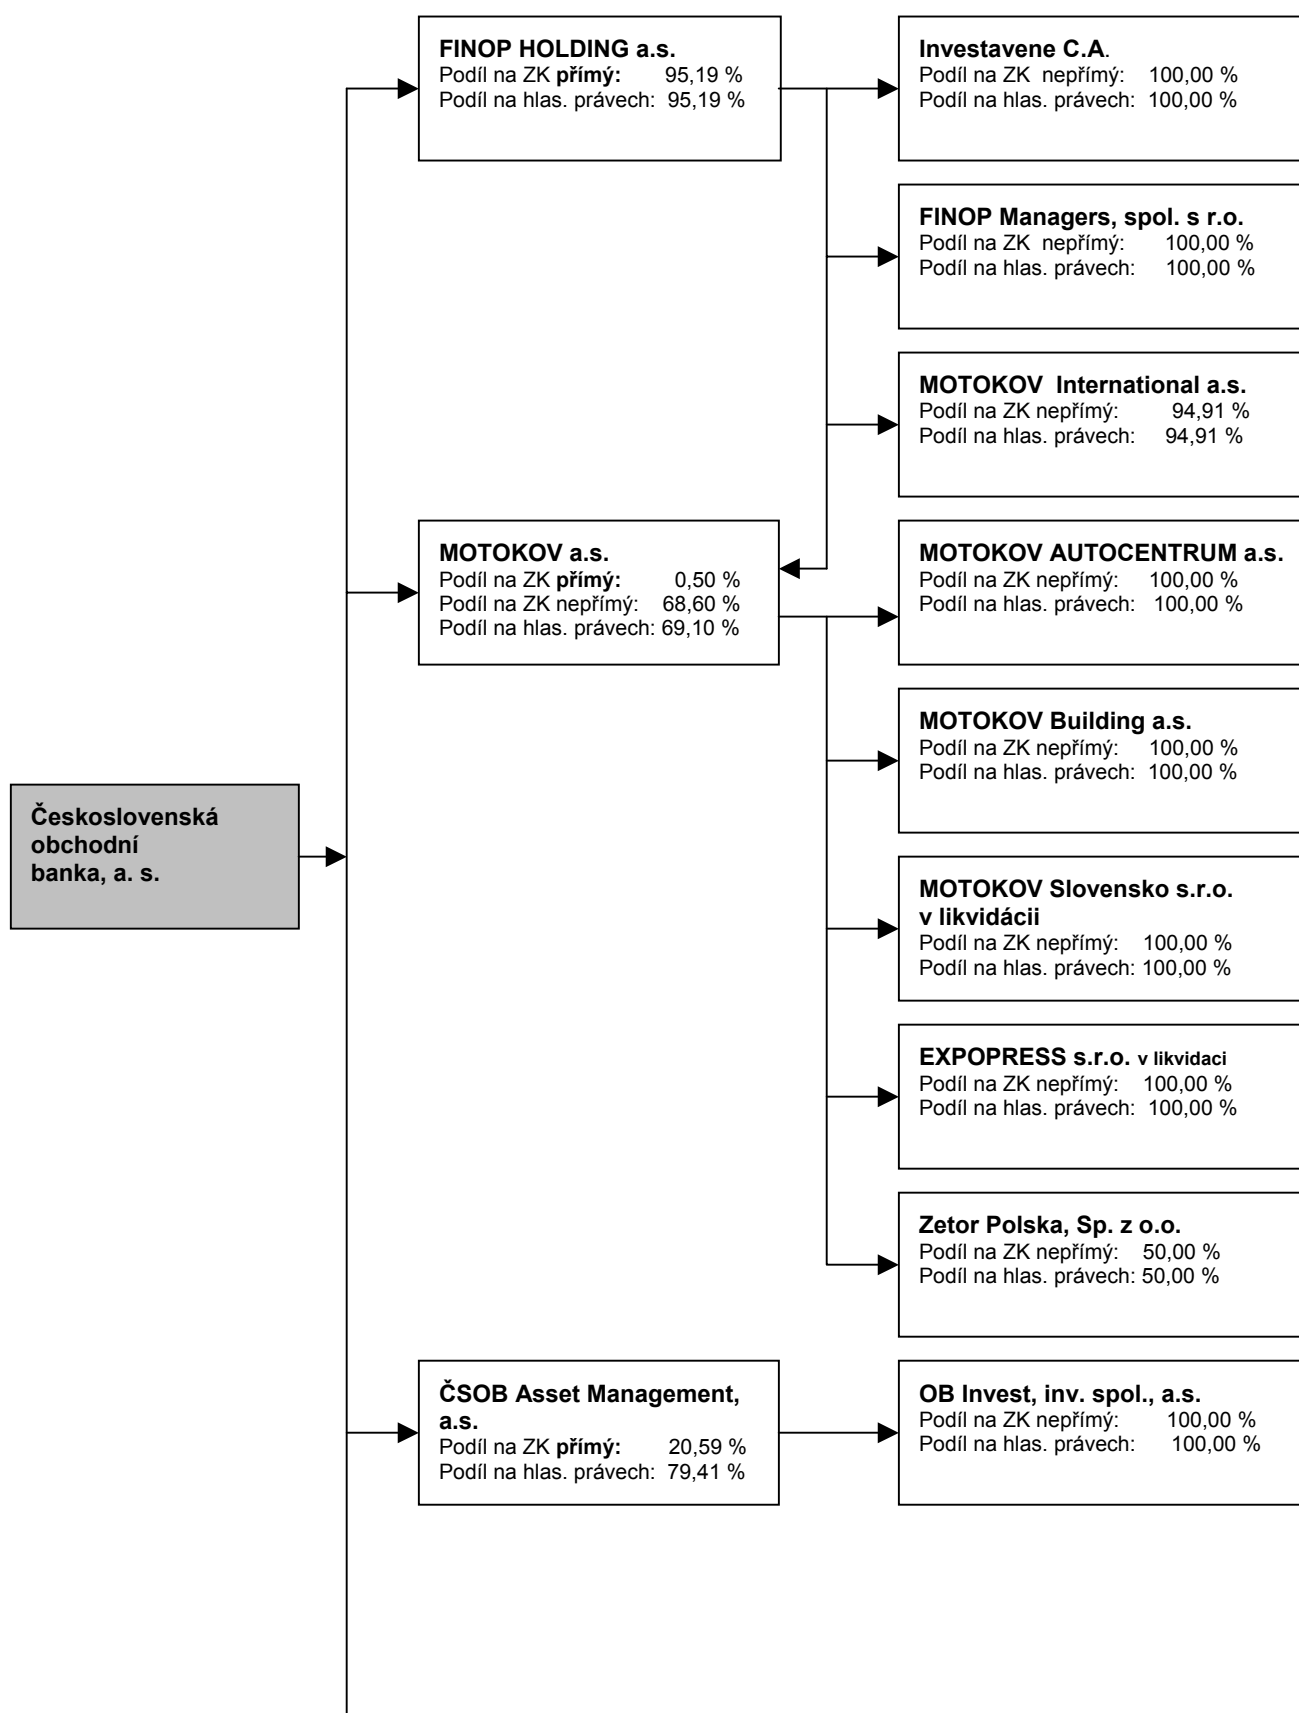 FINOP HOLDING a.s.
Podíl na ZK přímý: 95,19 %
Podíl na hlas. právech: 95,19 %
Investavene C.A.
Podíl na ZK nepřímý: 100,00 %
Podíl na hlas. právech: 100,00 %
FINOP Managers, spol. s r.o.
Podíl na ZK nepřímý: 100,00 %
Podíl na hlas. právech: 100,00 %
MOTOKOV International a.s.
Podíl na ZK nepřímý: 94,91 %
Podíl na hlas. právech: 94,91 %
MOTOKOV a.s.
Podíl na ZK přímý: 0,50 %
Podíl na ZK nepřímý: 68,60 %
Podíl na hlas. právech: 69,10 %
MOTOKOV AUTOCENTRUM a.s.
Podíl na ZK nepřímý: 100,00 %
Podíl na hlas. právech: 100,00 %
MOTOKOV Building a.s.
Podíl na ZK nepřímý: 100,00 %
Podíl na hlas. právech: 100,00 %
Československá
obchodní
banka, a. s.
MOTOKOV Slovensko s.r.o.
v likvidácii
Podíl na ZK nepřímý: 100,00 %
Podíl na hlas. právech: 100,00 %
EXPOPRESS s.r.o. v likvidaci
Podíl na ZK nepřímý: 100,00 %
Podíl na hlas. právech: 100,00 %
Zetor Polska, Sp. z o.o.
Podíl na ZK nepřímý: 50,00 %
Podíl na hlas. právech: 50,00 %
ČSOB Asset Management,
a.s.
Podíl na ZK přímý: 20,59 %
Podíl na hlas. právech: 79,41 %
OB Invest, inv. spol., a.s.
Podíl na ZK nepřímý: 100,00 %
Podíl na hlas. právech: 100,00 %